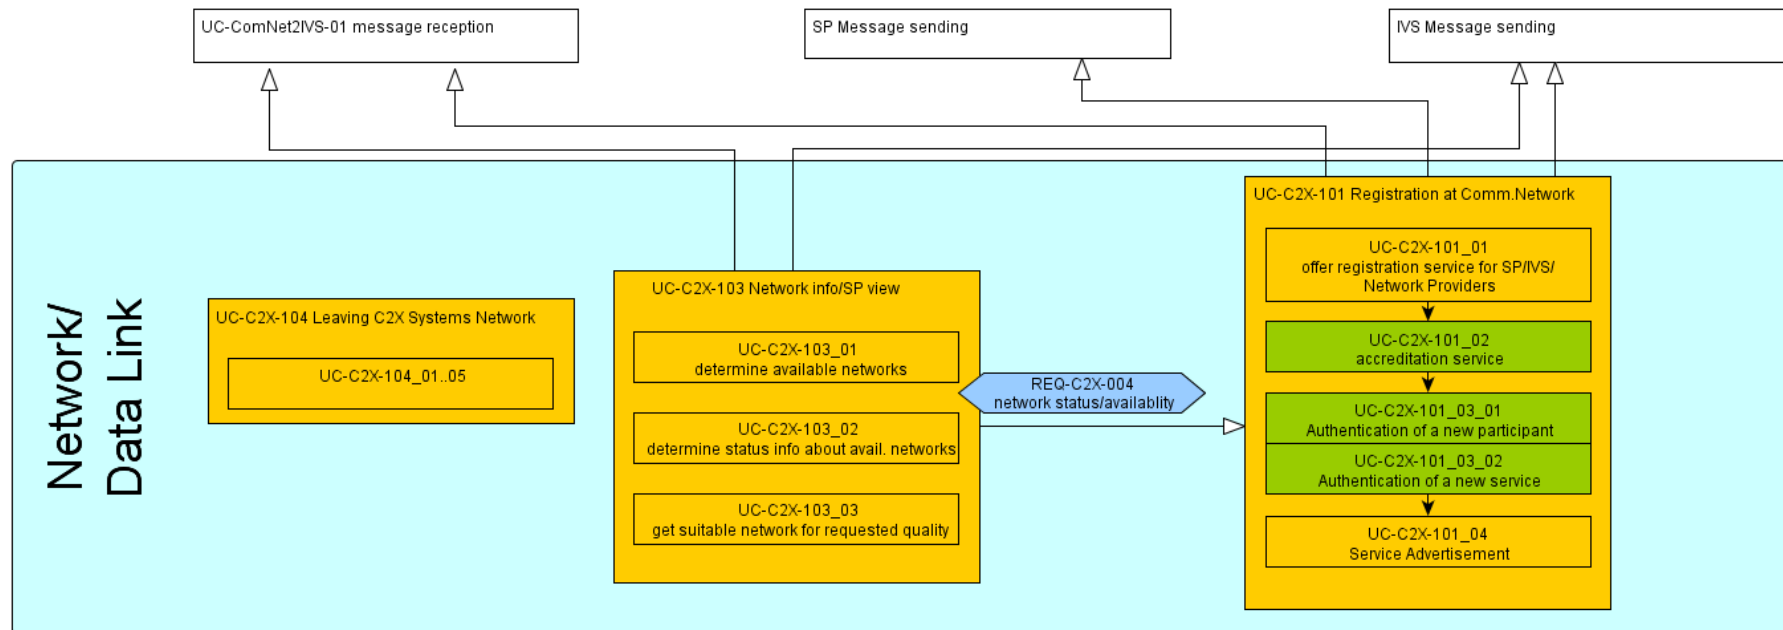 UC-ComNet2IVS-01 message reception
SP Message sending
IVS Message sending
Network/
Data Link
UC-C2X-104 Leaving C2X Systems Network
UC-C2X-104_01..05
UC-C2X-103 Network info/SP view
UC-C2X-103_01
determine available networks
UC-C2X-103_02
determine status info about avail. networks
UC-C2X-103_03
get suitable network for requested quality
REQ-C2X-004
network status/availablity
UC-C2X-101 Registration at Comm.Network
UC-C2X-101_01
offer registration service for SP/IVS/
Network Providers
UC-C2X-101_02
accreditation service
UC-C2X-101_03_01
Authentication of a new participant
UC-C2X-101_03_02
Authentication of a new service
UC-C2X-101_04
Service Advertisement